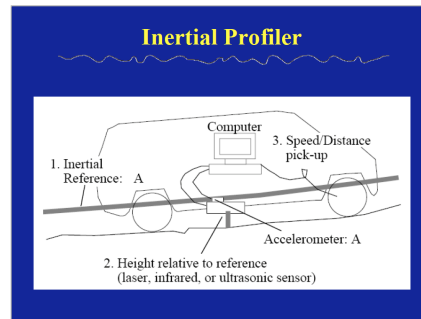 Inertial Profiler
Computer
3. Speed/Distance
pick-up
1. Inertial
Reference: A
Accelerometer: A
2. Height relative to reference
(laser, infrared, or ultrasonic sensor)